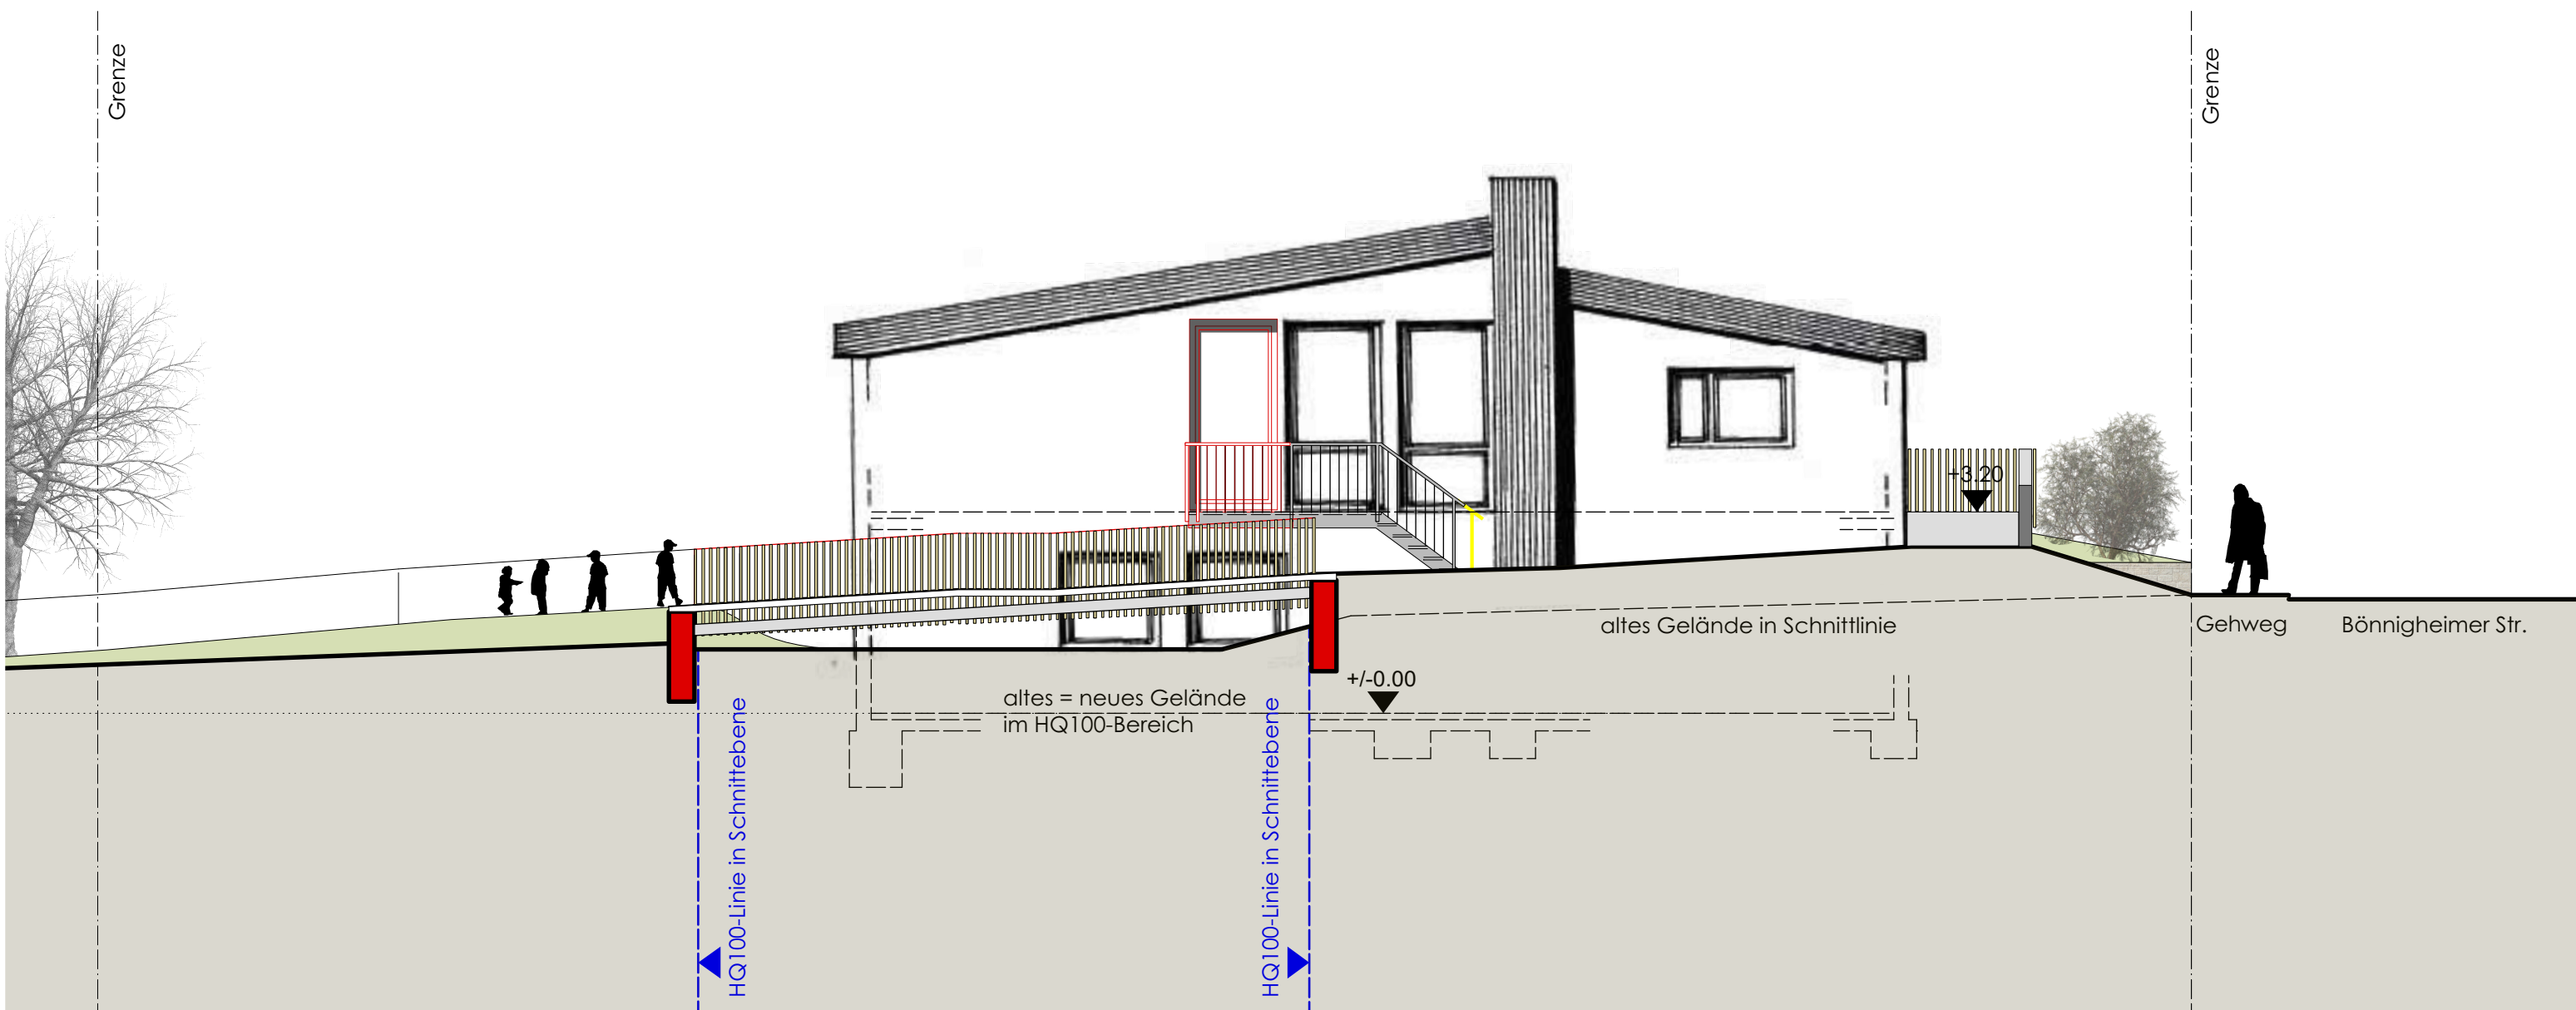 Grenze
Grenze
+3.20
altes Gelände in Schnittlinie
Gehweg
Bönnigheimer Str.
+/-0.00
altes = neues Gelände
im HQ100-Bereich
HQ100-Linie in Schnittebene
HQ100-Linie in Schnittebene